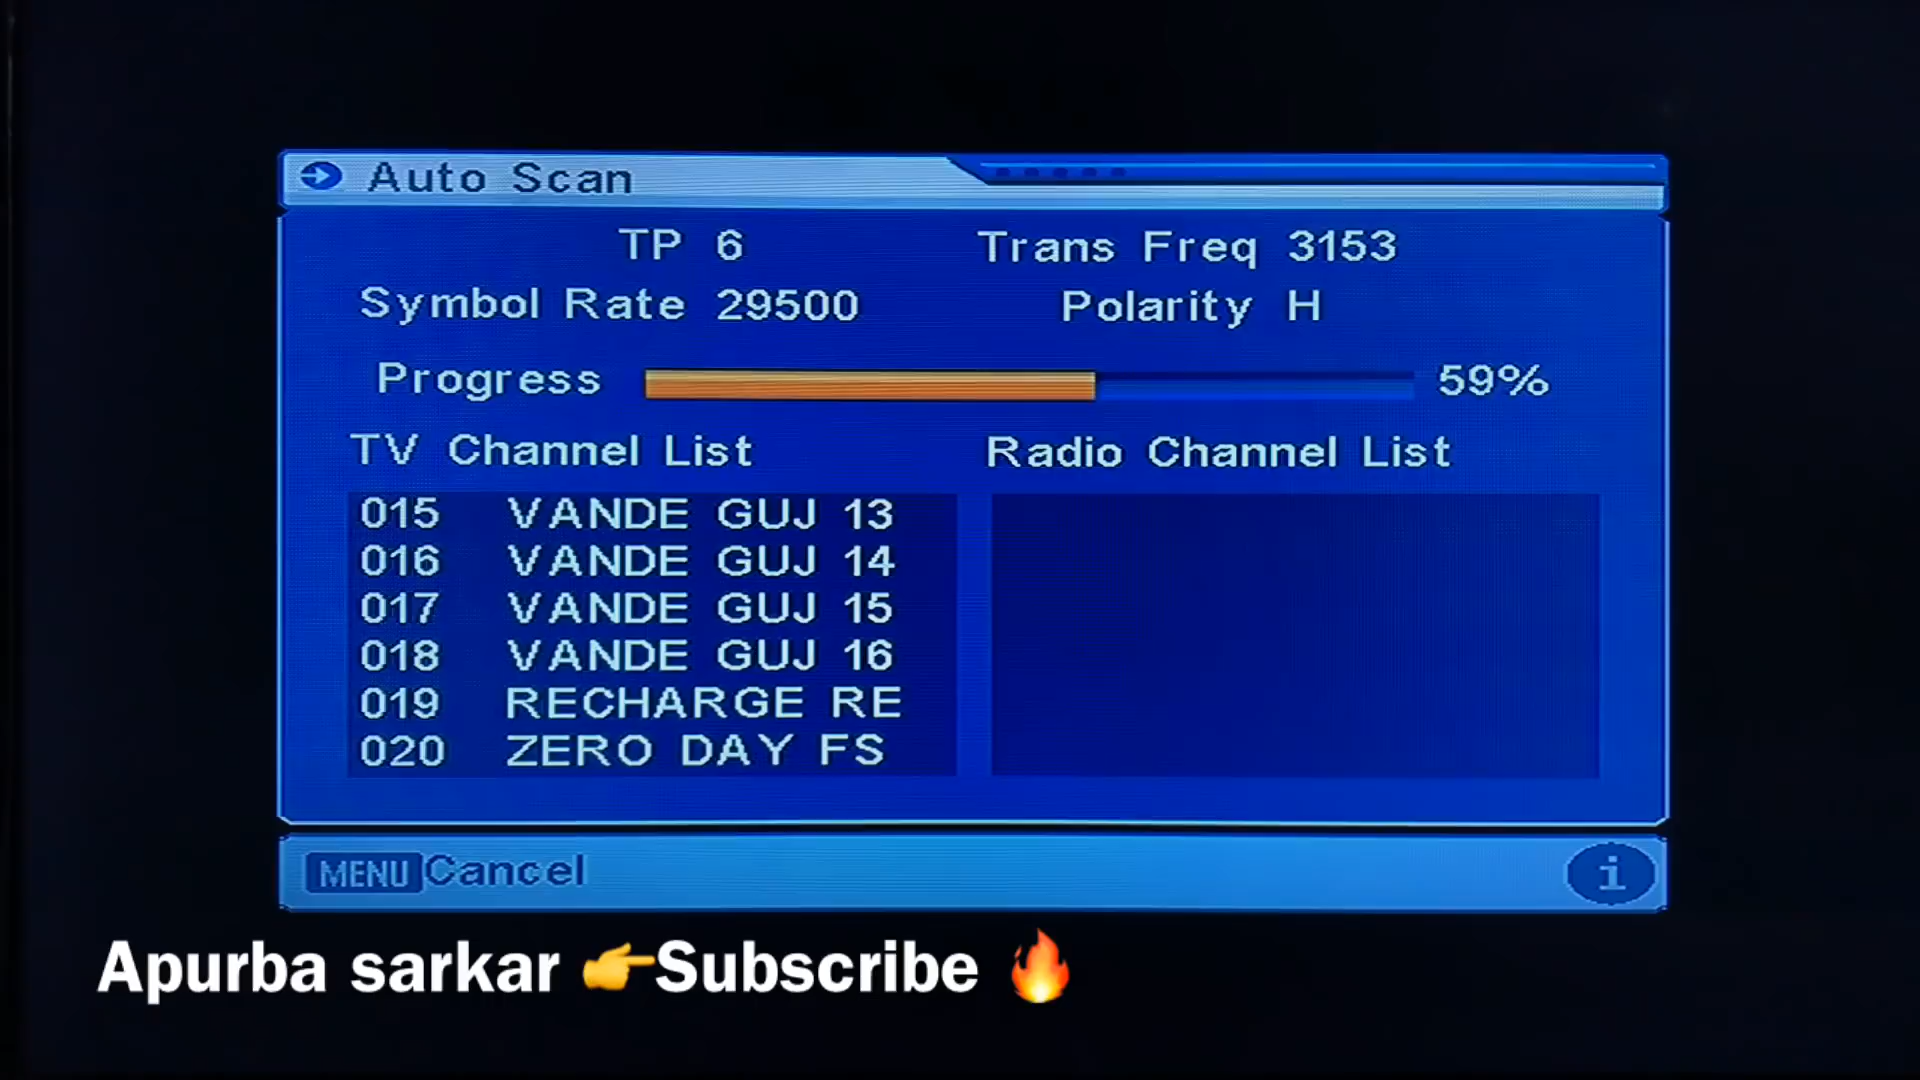 Auto Scan
TP 6 Trans Freq 3153
Symbol Rate 29500 Polarity H
Progress 59%
TV Channel List Radio Channel List
015 VANDE GUJ 13
016 VANDE GUJ 14
017 VANDE GUJ 15
018 VANDE GUJ 16
019 RECHARGE RE
020 ZERO DAY FS
MENU Cancel i
Apurba sarkar 👉Subscribe 🔥